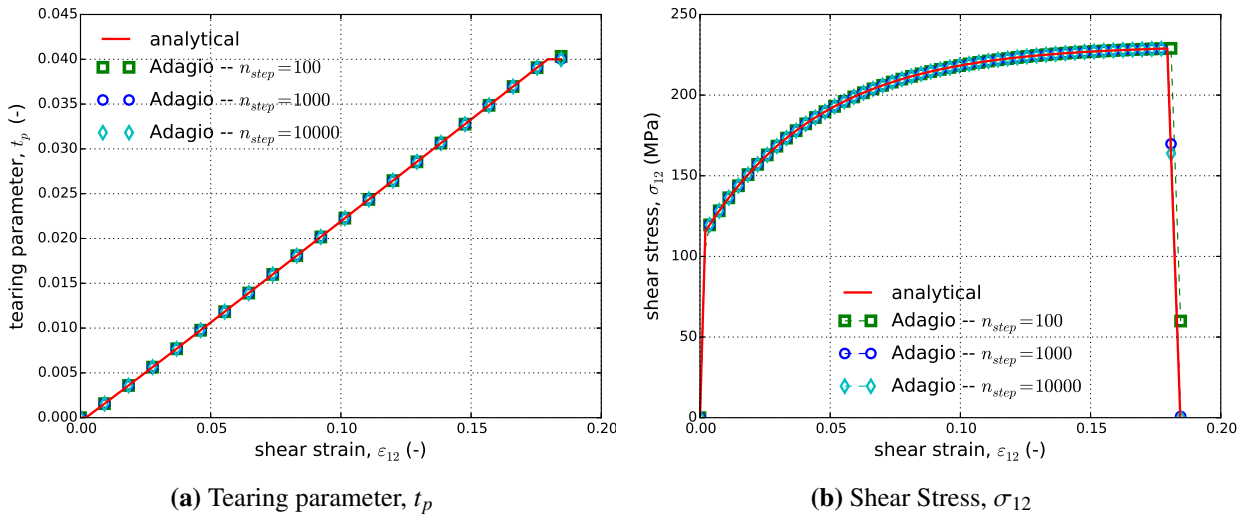 0.045
0.040
0.035
0.030
0.025
0.020
0.015
0.010
0.005
0.000
tearing parameter, t_p (-)
analytical
Adagio -- n_step=100
Adagio -- n_step=1000
Adagio -- n_step=10000
0.00 0.05 0.10 0.15 0.20
shear strain, ε_12 (-)
(a) Tearing parameter, t_p
250
200
150
100
50
0
shear stress, σ_12 (MPa)
analytical
Adagio -- n_step=100
Adagio -- n_step=1000
Adagio -- n_step=10000
0.00 0.05 0.10 0.15 0.20
shear strain, ε_12 (-)
(b) Shear Stress, σ_12